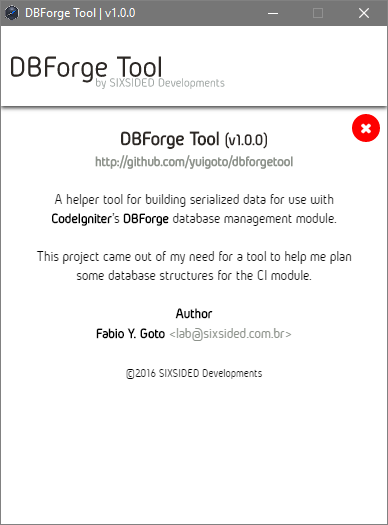 DBForge Tool | v1.0.0
DBForge Tool
by SIXSIDED Developments
DBForge Tool (v1.0.0)
http://github.com/yuigoto/dbforgetool
A helper tool for building serialized data for use with
CodeIgniter's DBForge database management module.
This project came out of my need for a tool to help me plan
some database structures for the CI module.
Author
Fabio Y. Goto <lab@sixsided.com.br>
©2016 SIXSIDED Developments